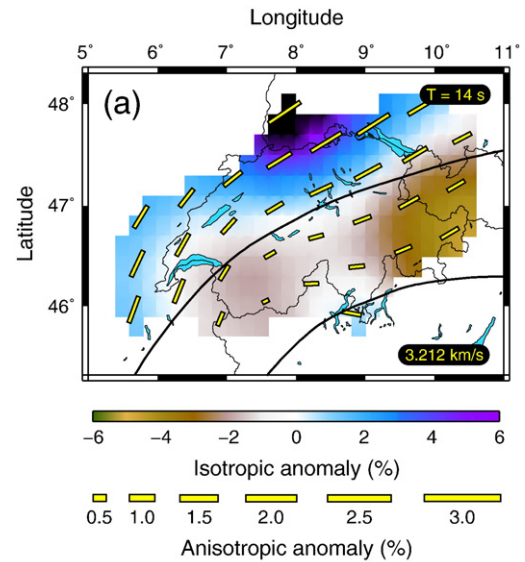 Longitude
5° 6° 7° 8° 9° 10° 11°
(a)
T = 14 s
48°
47°
46°
Latitude
3.212 km/s
−6 −4 −2 0 2 4 6
Isotropic anomaly (%)
0.5 1.0 1.5 2.0 2.5 3.0
Anisotropic anomaly (%)